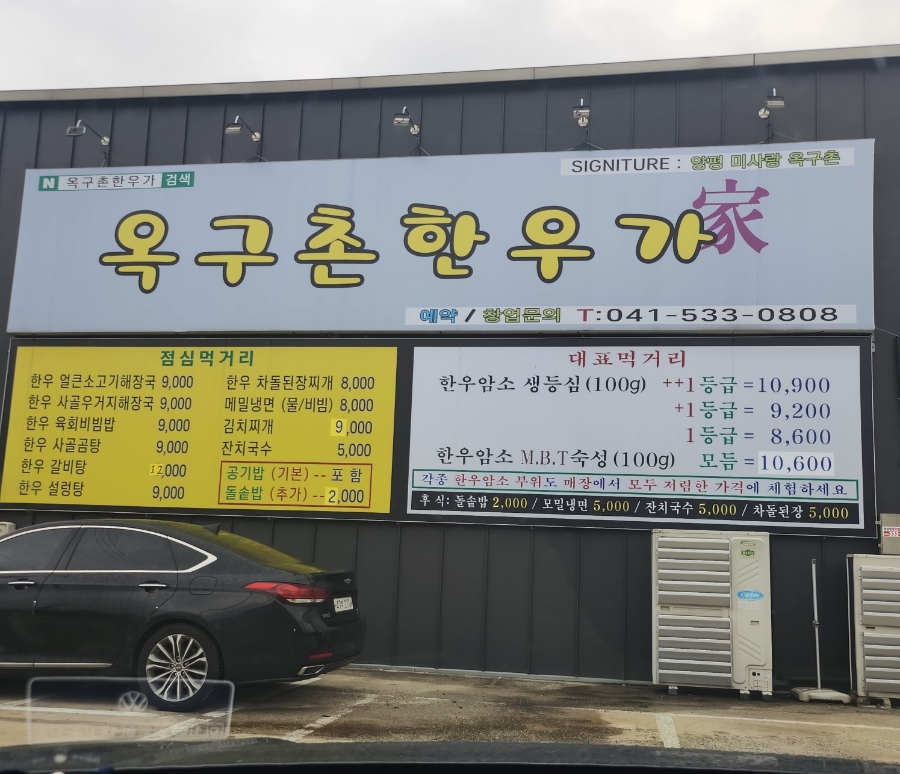 N 옥구촌한우가 검색
SIGNITURE : 양평 미사랑 옥구촌
옥구촌한우가 家
예약 / 창업문의 T:041-533-0808
점심먹거리
한우 얼큰소고기해장국 9,000
한우 사골우거지해장국 9,000
한우 육회비빔밥 9,000
한우 사골곰탕 9,000
한우 갈비탕 12,000
한우 설렁탕 9,000
한우 차돌된장찌개 8,000
메밀냉면 (물/비빔) 8,000
김치찌개 9,000
잔치국수 5,000
공기밥 (기본) -- 포 함
돌솥밥 (추가) -- 2,000
대표먹거리
한우암소 생등심 (100g) ++1 등급 = 10,900
+1 등급 = 9,200
1 등급 = 8,600
한우암소 M.B.T숙성 (100g) 모듬 = 10,600
각종 한우암소 부위도 매장에서 모두 저렴한 가격에 체험하세요
후 식: 돌솥밥 2,000 / 모밀냉면 5,000 / 잔치국수 5,000 / 차돌된장 5,000